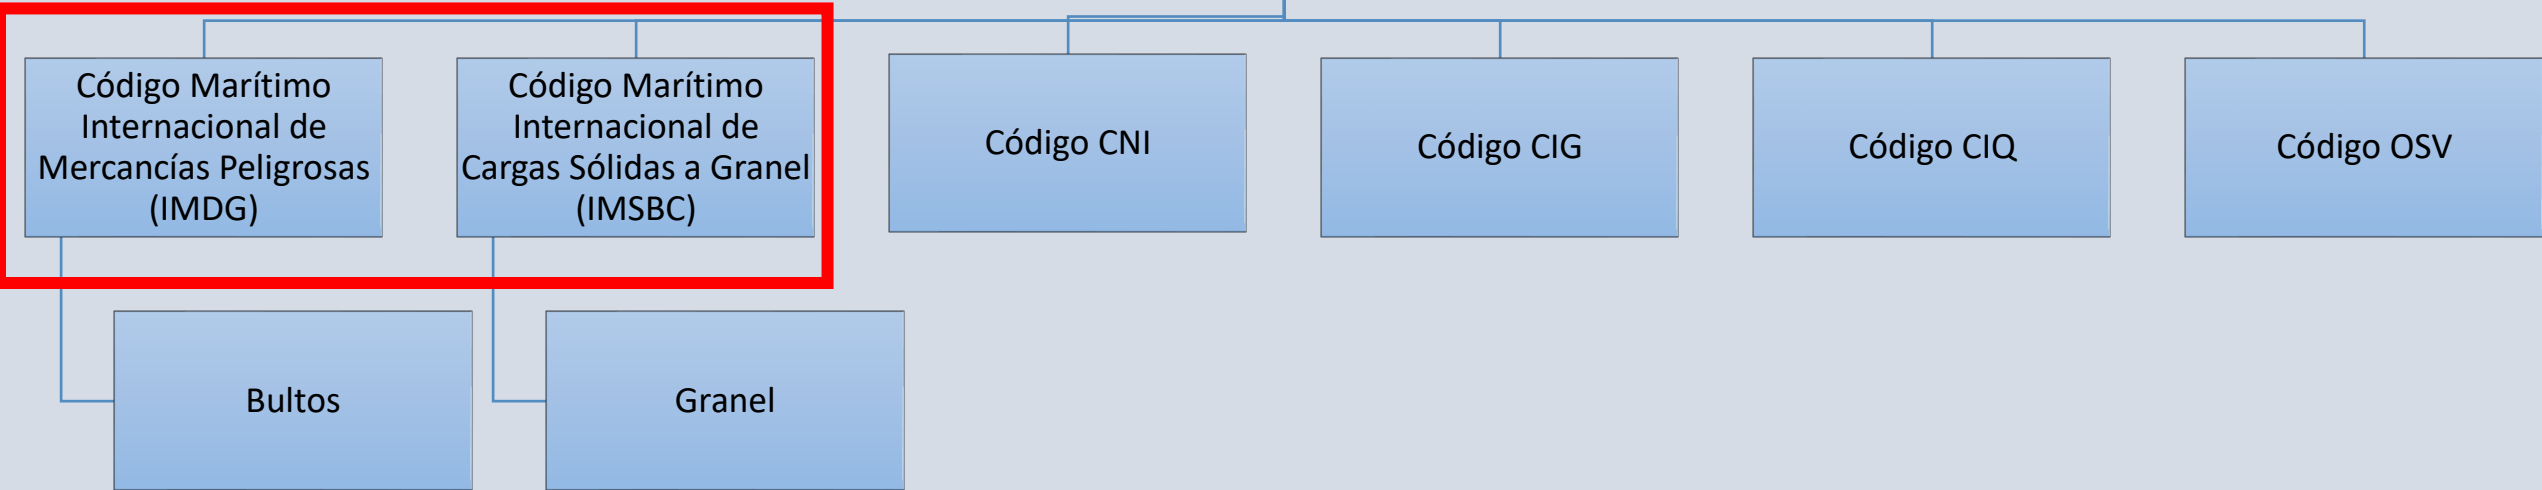 Código Marítimo
Internacional de
Mercancías Peligrosas
(IMDG)
Código Marítimo
Internacional de
Cargas Sólidas a Granel
(IMSBC)
Código CNI
Código CIG
Código CIQ
Código OSV
Bultos
Granel